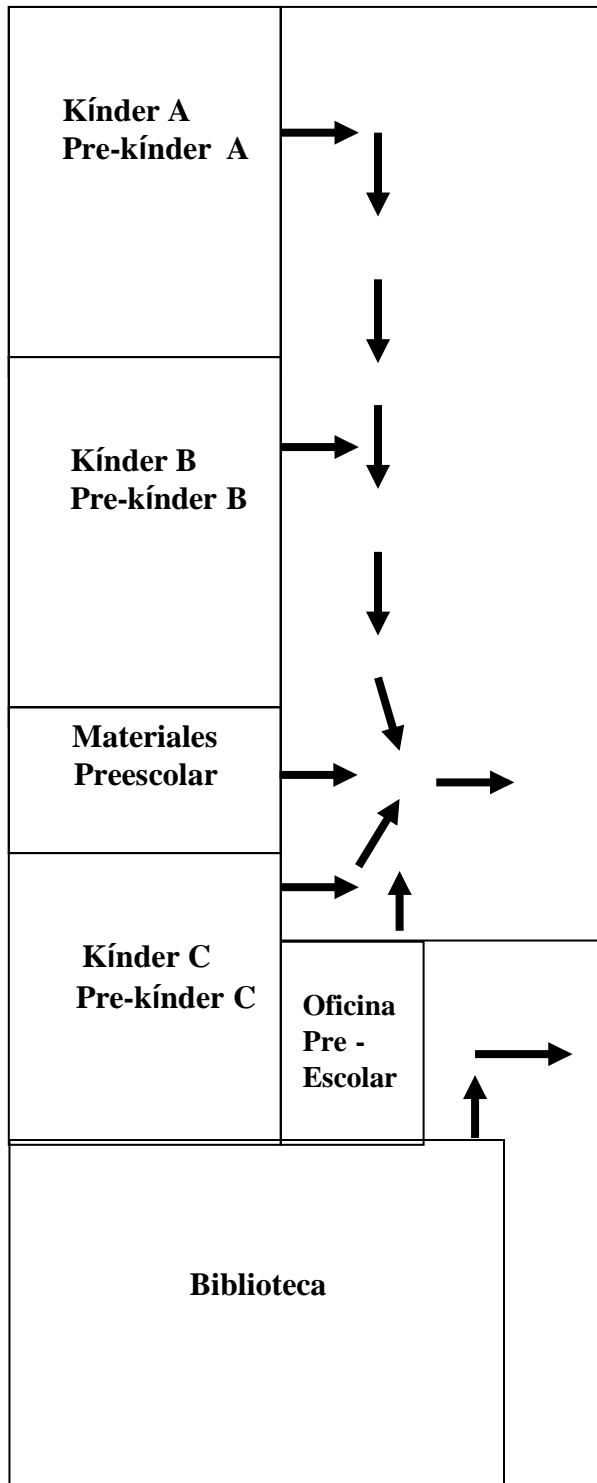 Kínder A
Pre-kínder A
Kínder B
Pre-kínder B
Materiales
Preescolar
Kínder C
Pre-kínder C
Oficina
Pre -
Escolar
Biblioteca